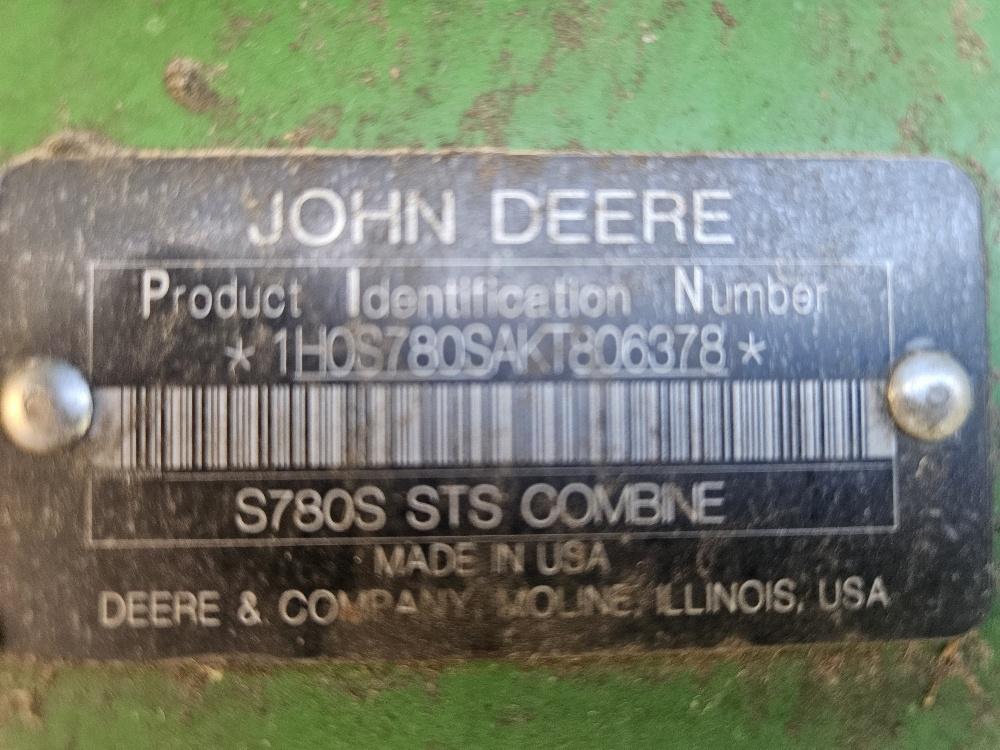 JOHN DEERE
Product Identification Number
* 1H0S780SAKT806378 *
S780S STS COMBINE
MADE IN USA
DEERE & COMPANY MOLINE, ILLINOIS, USA